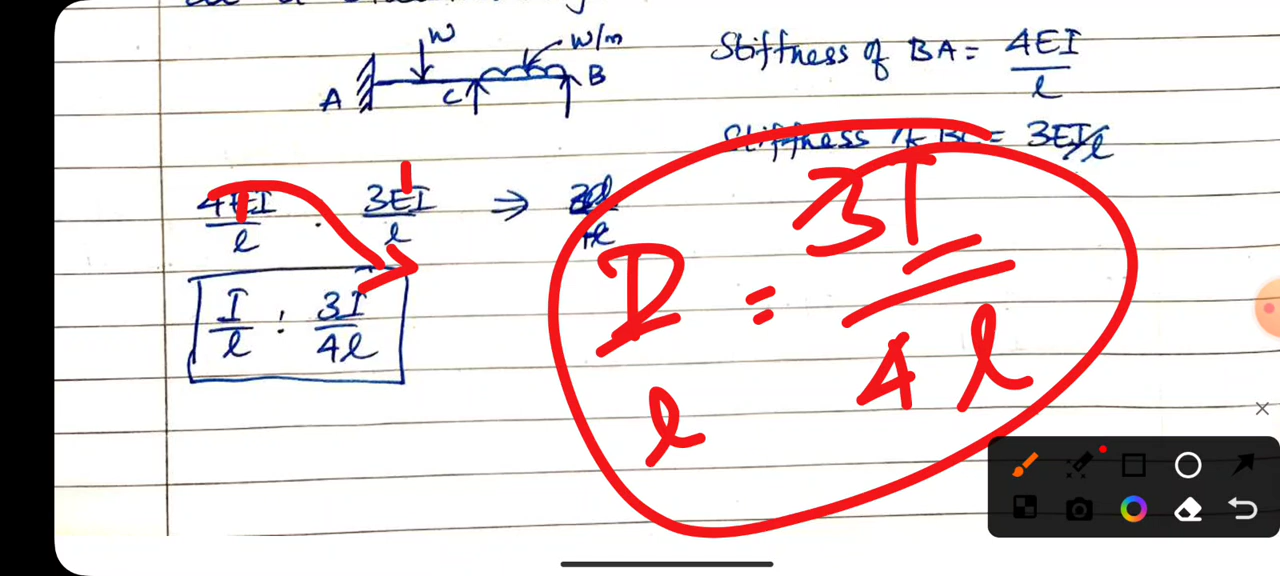 W
W/m
A
C
B
Stiffness of BA = 4EI/l
Stiffness of BC = 3EI/l
4EI/l : 3EI/l ⇒
I/l : 3I/4l
I/l = 3I/4l